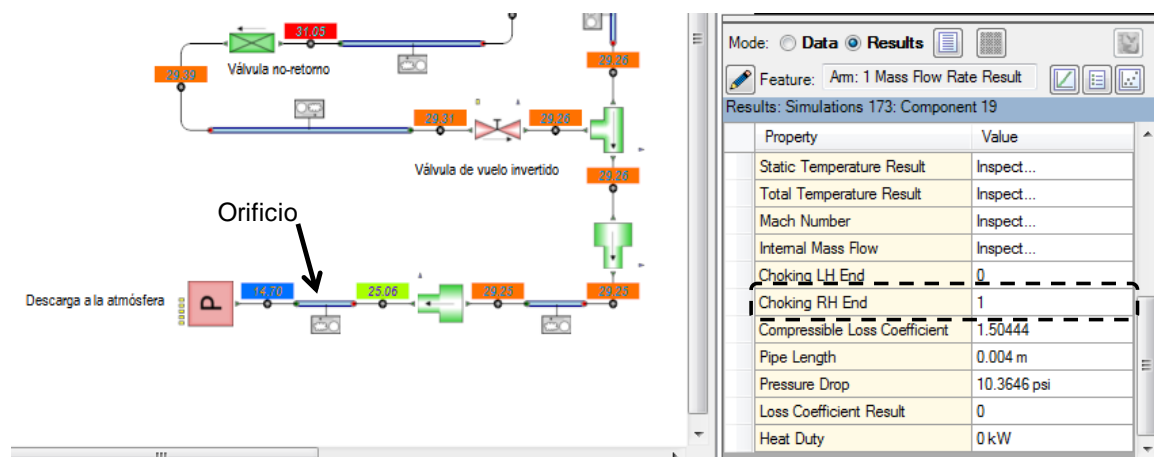 31.05
29.39
Válvula no-retorno
29.26
29.31
29.26
Válvula de vuelo invertido
29.26
Orificio
Descarga a la atmósfera
P
14.70
25.06
29.25
29.25
Mode: Data Results
Feature: Arm: 1 Mass Flow Rate Result
Results: Simulations 173: Component 19
Property Value
Static Temperature Result Inspect...
Total Temperature Result Inspect...
Mach Number Inspect...
Internal Mass Flow Inspect...
Choking LH End 0
Choking RH End 1
Compressible Loss Coefficient 1.50444
Pipe Length 0.004 m
Pressure Drop 10.3646 psi
Loss Coefficient Result 0
Heat Duty 0 kW